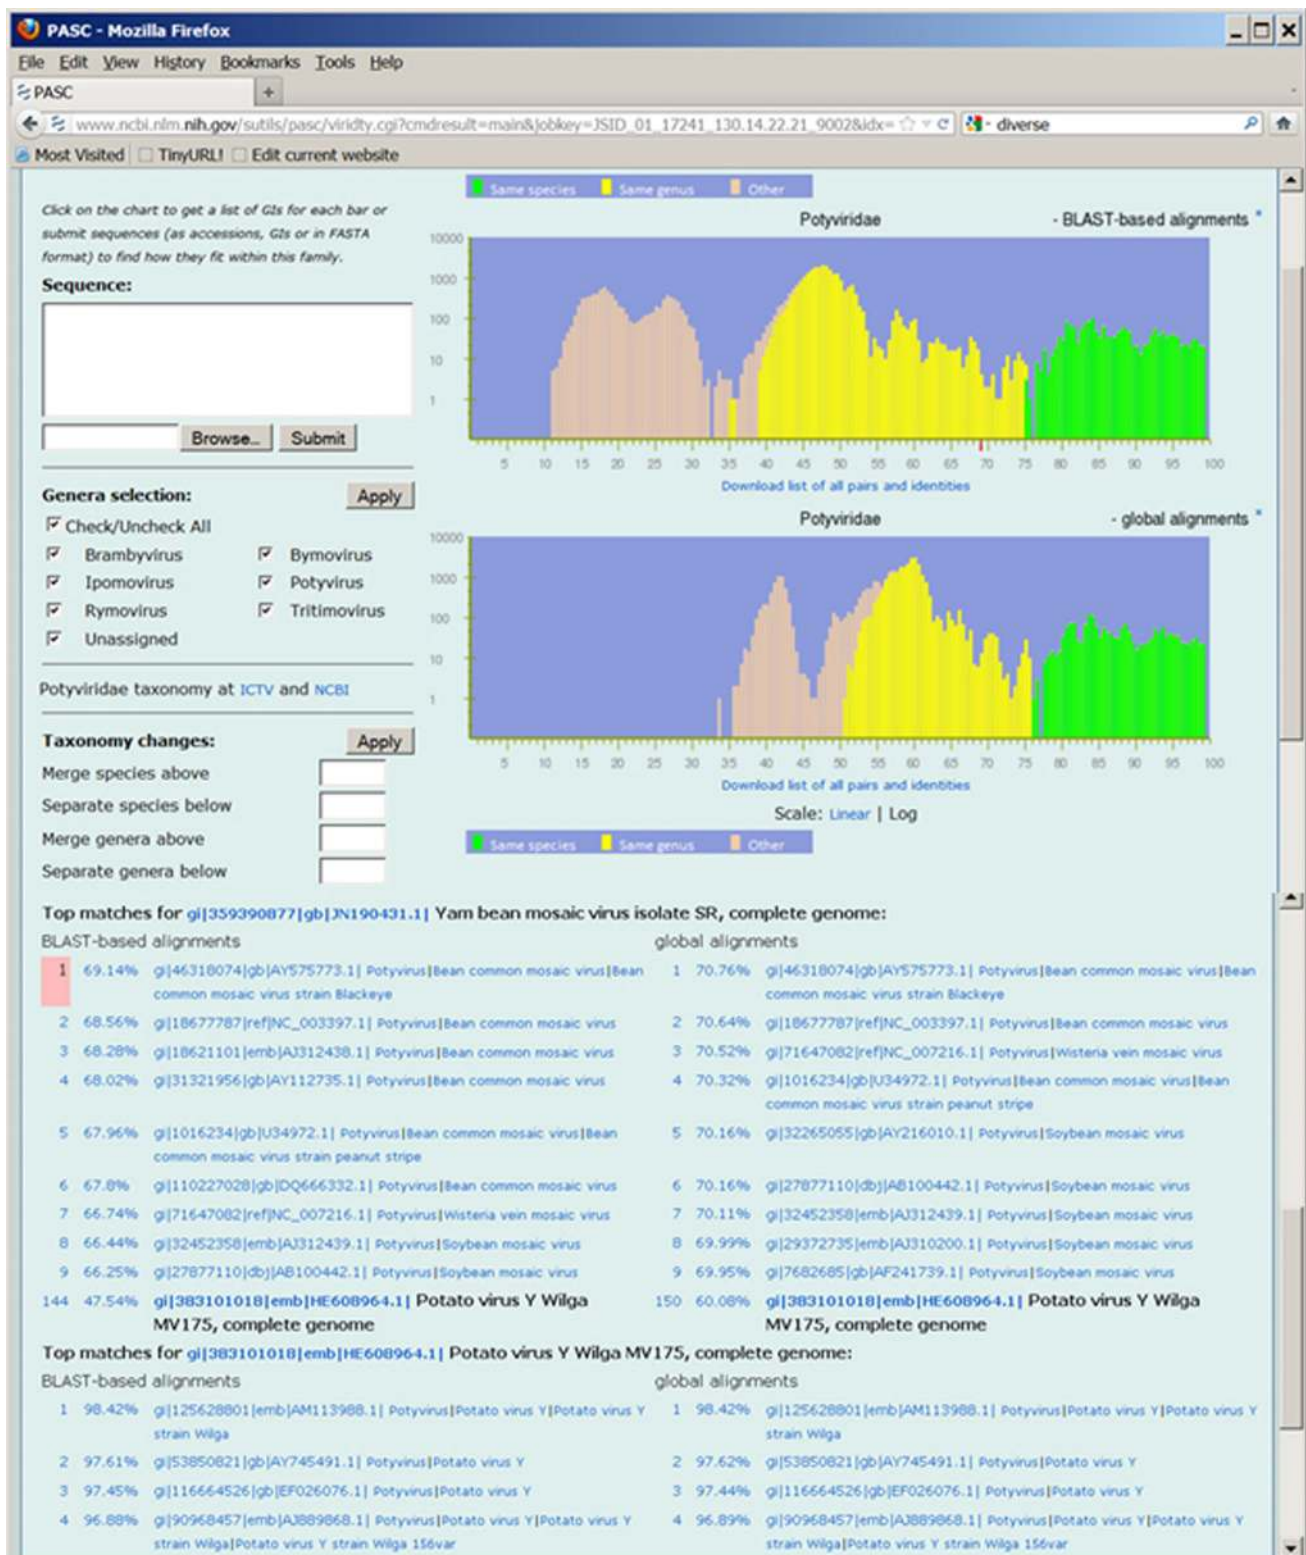 PASC - Mozilla Firefox
File Edit View History Bookmarks Tools Help
PASC
www.ncbi.nlm.nih.gov/sutils/pasc/viridty.cgi?cmdresult=main&jobkey=JSID_01_17241_130.14.22.21_9002&idx=
diverse
Most Visited TinyURL! Edit current website
Same species Same genus Other
Click on the chart to get a list of GIs for each bar or
submit sequences (as accessions, GIs or in FASTA
format) to find how they fit within this family.
Sequence:
Browse... Submit
Genera selection: Apply
Check/Uncheck All
Brambyvirus Bymovirus
Ipomovirus Potyvirus
Rymovirus Tritimovirus
Unassigned
Potyviridae taxonomy at ICTV and NCBI
Taxonomy changes: Apply
Merge species above
Separate species below
Merge genera above
Separate genera below
Potyviridae - BLAST-based alignments *
10000
1000
100
10
1
5 10 15 20 25 30 35 40 45 50 55 60 65 70 75 80 85 90 95 100
Download list of all pairs and identities
Potyviridae - global alignments *
10000
1000
100
10
1
5 10 15 20 25 30 35 40 45 50 55 60 65 70 75 80 85 90 95 100
Download list of all pairs and identities
Scale: Linear | Log
Same species Same genus Other
Top matches for gi|359390877|gb|JN190431.1| Yam bean mosaic virus isolate SR, complete genome:
BLAST-based alignments
1 69.14% gi|46318074|gb|AY575773.1| Potyvirus|Bean common mosaic virus|Bean
common mosaic virus strain Blackeye
2 68.56% gi|18677787|ref|NC_003397.1| Potyvirus|Bean common mosaic virus
3 68.28% gi|18621101|emb|AJ312438.1| Potyvirus|Bean common mosaic virus
4 68.02% gi|31321956|gb|AY112735.1| Potyvirus|Bean common mosaic virus
5 67.96% gi|1016234|gb|U34972.1| Potyvirus|Bean common mosaic virus|Bean
common mosaic virus strain peanut stripe
6 67.8% gi|110227028|gb|DQ666332.1| Potyvirus|Bean common mosaic virus
7 66.74% gi|71647082|ref|NC_007216.1| Potyvirus|Wisteria vein mosaic virus
8 66.44% gi|32452358|emb|AJ312439.1| Potyvirus|Soybean mosaic virus
9 66.25% gi|27877110|dbj|AB100442.1| Potyvirus|Soybean mosaic virus
144 47.54% gi|383101018|emb|HE608964.1| Potato virus Y Wilga
MV175, complete genome
global alignments
1 70.76% gi|46318074|gb|AY575773.1| Potyvirus|Bean common mosaic virus|Bean
common mosaic virus strain Blackeye
2 70.64% gi|18677787|ref|NC_003397.1| Potyvirus|Bean common mosaic virus
3 70.52% gi|71647082|ref|NC_007216.1| Potyvirus|Wisteria vein mosaic virus
4 70.32% gi|1016234|gb|U34972.1| Potyvirus|Bean common mosaic virus|Bean
common mosaic virus strain peanut stripe
5 70.16% gi|32265055|gb|AY216010.1| Potyvirus|Soybean mosaic virus
6 70.16% gi|27877110|dbj|AB100442.1| Potyvirus|Soybean mosaic virus
7 70.11% gi|32452358|emb|AJ312439.1| Potyvirus|Soybean mosaic virus
8 69.99% gi|29372735|emb|AJ310200.1| Potyvirus|Soybean mosaic virus
9 69.95% gi|7682685|gb|AF241739.1| Potyvirus|Soybean mosaic virus
150 60.08% gi|383101018|emb|HE608964.1| Potato virus Y Wilga
MV175, complete genome
Top matches for gi|383101018|emb|HE608964.1| Potato virus Y Wilga MV175, complete genome:
BLAST-based alignments
1 98.42% gi|125628801|emb|AM113988.1| Potyvirus|Potato virus Y|Potato virus Y
strain Wilga
2 97.61% gi|53850821|gb|AY745491.1| Potyvirus|Potato virus Y
3 97.45% gi|116664526|gb|EF026076.1| Potyvirus|Potato virus Y
4 96.88% gi|90968457|emb|AJ889868.1| Potyvirus|Potato virus Y|Potato virus Y
strain Wilga|Potato virus Y strain Wilga 156var
global alignments
1 98.42% gi|125628801|emb|AM113988.1| Potyvirus|Potato virus Y|Potato virus Y
strain Wilga
2 97.62% gi|53850821|gb|AY745491.1| Potyvirus|Potato virus Y
3 97.44% gi|116664526|gb|EF026076.1| Potyvirus|Potato virus Y
4 96.89% gi|90968457|emb|AJ889868.1| Potyvirus|Potato virus Y|Potato virus Y
strain Wilga|Potato virus Y strain Wilga 156var